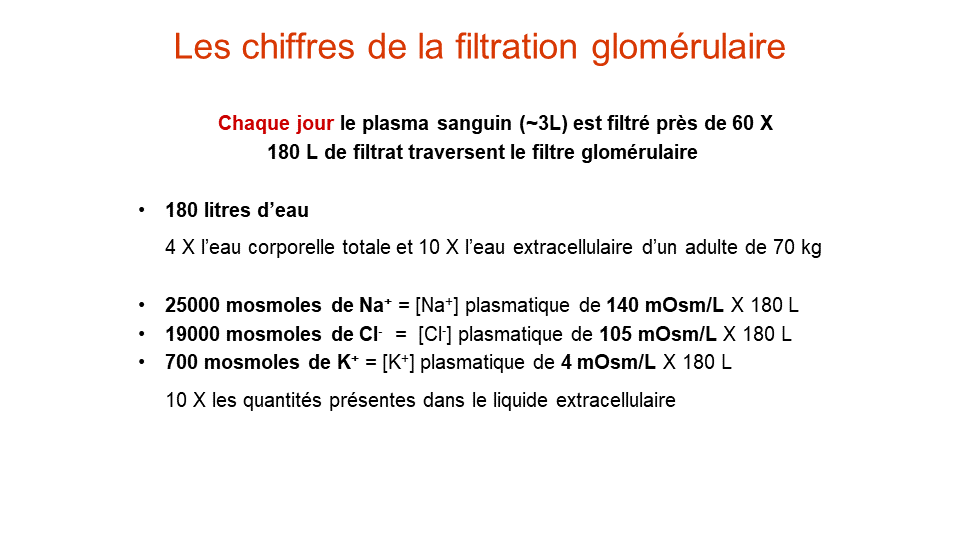 Les chiffres de la filtration glomérulaire
Chaque jour le plasma sanguin (~3L) est filtré près de 60 X
180 L de filtrat traversent le filtre glomérulaire
• 180 litres d’eau
4 X l’eau corporelle totale et 10 X l’eau extracellulaire d’un adulte de 70 kg
• 25000 mosmoles de Na⁺ = [Na⁺] plasmatique de 140 mOsm/L X 180 L
• 19000 mosmoles de Cl⁻ = [Cl⁻] plasmatique de 105 mOsm/L X 180 L
• 700 mosmoles de K⁺ = [K⁺] plasmatique de 4 mOsm/L X 180 L
10 X les quantités présentes dans le liquide extracellulaire